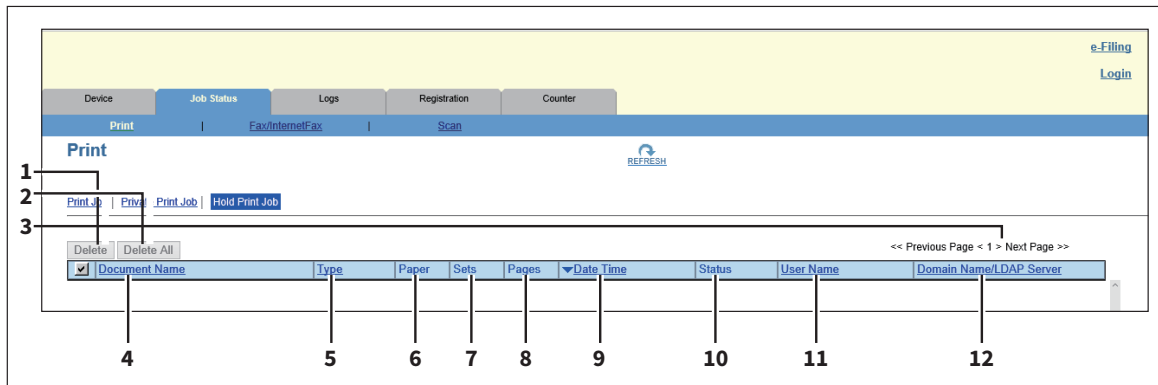 e-Filing
Login
Device Job Status Logs Registration Counter
Print | Fax/InternetFax | Scan
Print
REFRESH
1
2
3
Print Jo | Privat Print Job | Hold Print Job
Delete Delete All << Previous Page < 1 > Next Page >>
Document Name Type Paper Sets Pages Date Time Status User Name Domain Name/LDAP Server
4 5 6 7 8 9 10 11 12